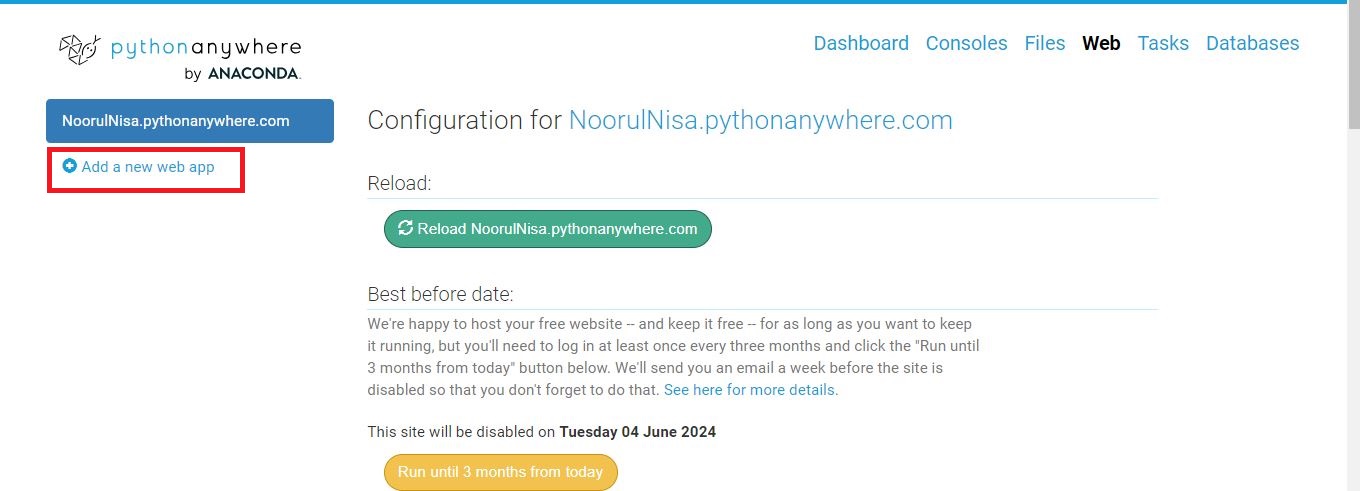 pythonanywhere
by ANACONDA.
Dashboard Consoles Files Web Tasks Databases
NoorulNisa.pythonanywhere.com
Add a new web app
Configuration for NoorulNisa.pythonanywhere.com
Reload:
Reload NoorulNisa.pythonanywhere.com
Best before date:
We're happy to host your free website -- and keep it free -- for as long as you want to keep
it running, but you'll need to log in at least once every three months and click the "Run until
3 months from today" button below. We'll send you an email a week before the site is
disabled so that you don't forget to do that. See here for more details.
This site will be disabled on Tuesday 04 June 2024
Run until 3 months from today